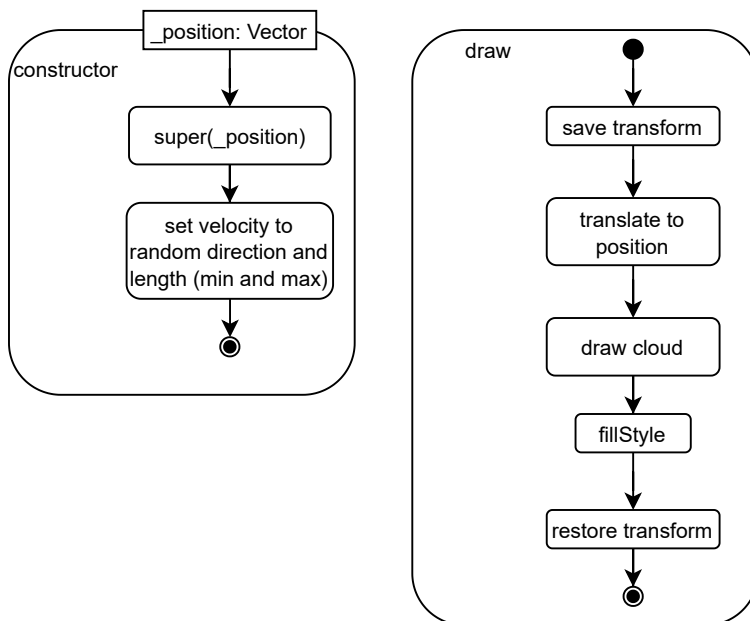 _position: Vector
constructor
super(_position)
set velocity to
random direction and
length (min and max)
draw
save transform
translate to
position
draw cloud
fillStyle
restore transform